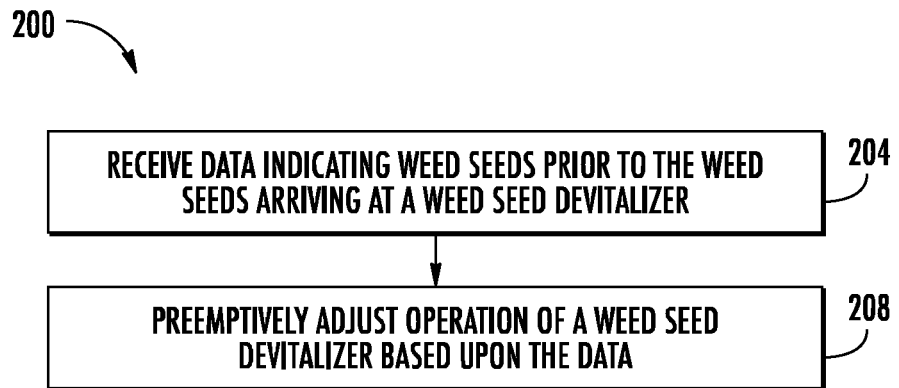 200
RECEIVE DATA INDICATING WEED SEEDS PRIOR TO THE WEED
SEEDS ARRIVING AT A WEED SEED DEVITALIZER
204
PREEMPTIVELY ADJUST OPERATION OF A WEED SEED
DEVITALIZER BASED UPON THE DATA
208